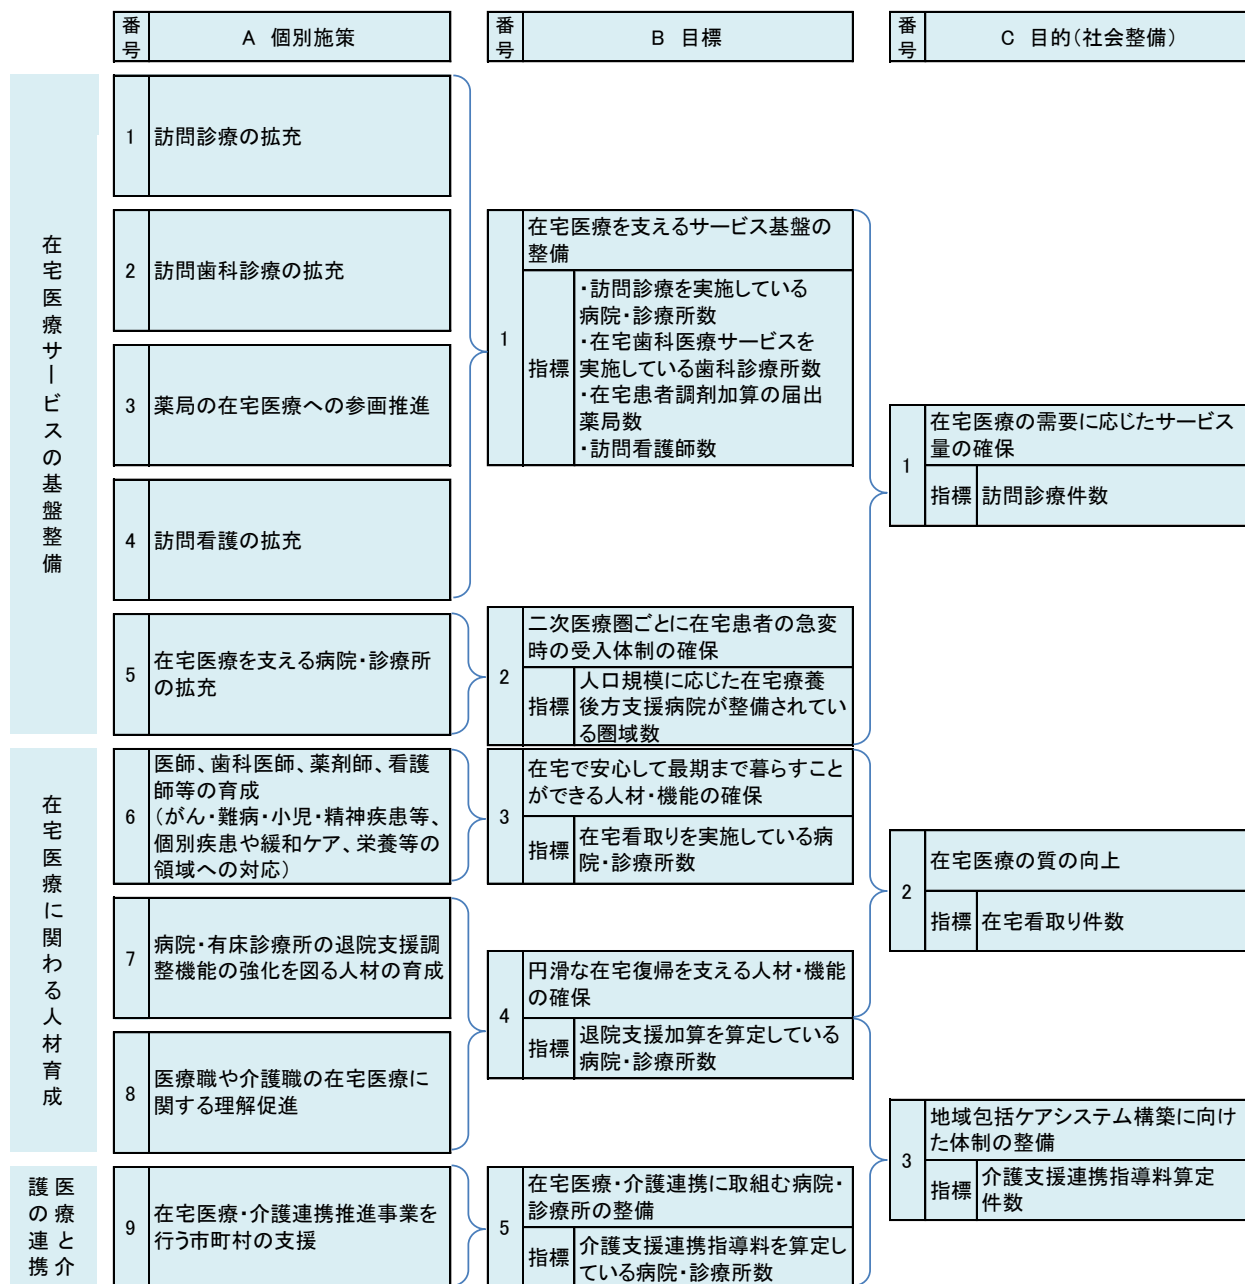 番号
A 個別施策
番号
B 目標
番号
C 目的(社会整備)
在宅医療サービスの基盤整備
1
訪問診療の拡充
2
訪問歯科診療の拡充
3
薬局の在宅医療への参画推進
4
訪問看護の拡充
5
在宅医療を支える病院・診療所
の拡充
1
在宅医療を支えるサービス基盤の
整備
指標
・訪問診療を実施している
病院・診療所数
・在宅歯科医療サービスを
実施している歯科診療所数
・在宅患者調剤加算の届出
薬局数
・訪問看護師数
2
二次医療圏ごとに在宅患者の急変
時の受入体制の確保
指標
人口規模に応じた在宅療養
後方支援病院が整備されてい
る圏域数
1
在宅医療の需要に応じたサービス
量の確保
指標
訪問診療件数
在宅医療に関わる人材育成
6
医師、歯科医師、薬剤師、看護
師等の育成
(がん・難病・小児・精神疾患等、
個別疾患や緩和ケア、栄養等の
領域への対応)
7
病院・有床診療所の退院支援調
整機能の強化を図る人材の育成
8
医療職や介護職の在宅医療に
関する理解促進
3
在宅で安心して最期まで暮らすこと
ができる人材・機能の確保
指標
在宅看取りを実施している病
院・診療所数
4
円滑な在宅復帰を支える人材・機能
の確保
指標
退院支援加算を算定している
病院・診療所数
2
在宅医療の質の向上
指標
在宅看取り件数
医療と介
護の連携
9
在宅医療・介護連携推進事業を
行う市町村の支援
5
在宅医療・介護連携に取組む病院・
診療所の整備
指標
介護支援連携指導料を算定し
ている病院・診療所数
3
地域包括ケアシステム構築に向け
た体制の整備
指標
介護支援連携指導料算定
件数